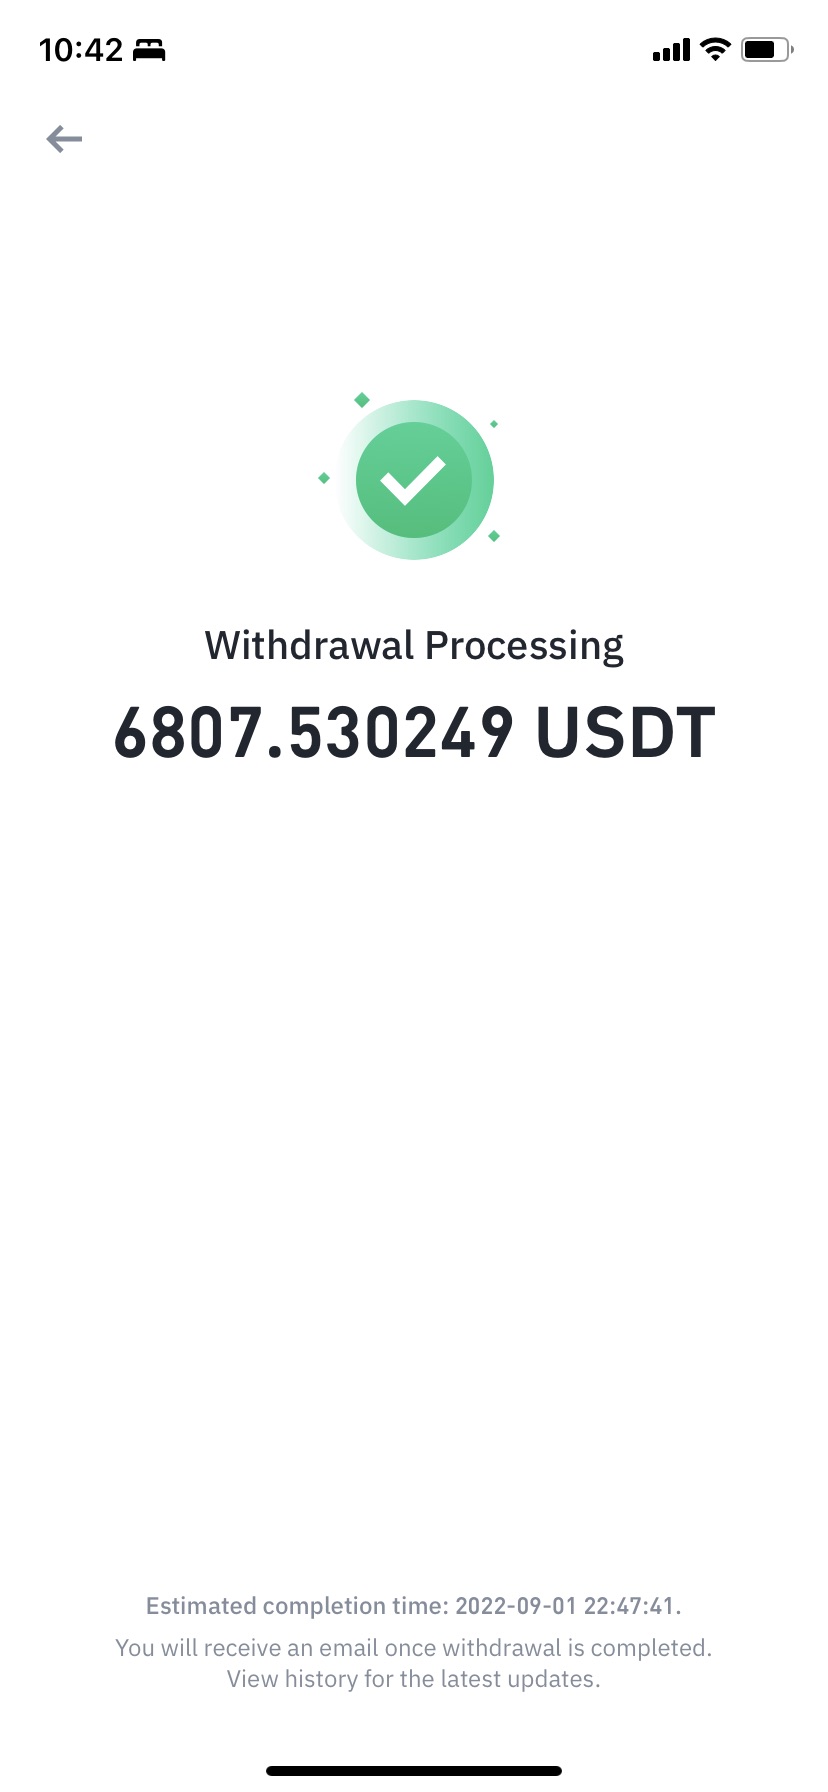 10:42
Withdrawal Processing
6807.530249 USDT
Estimated completion time: 2022-09-01 22:47:41.
You will receive an email once withdrawal is completed.
View history for the latest updates.